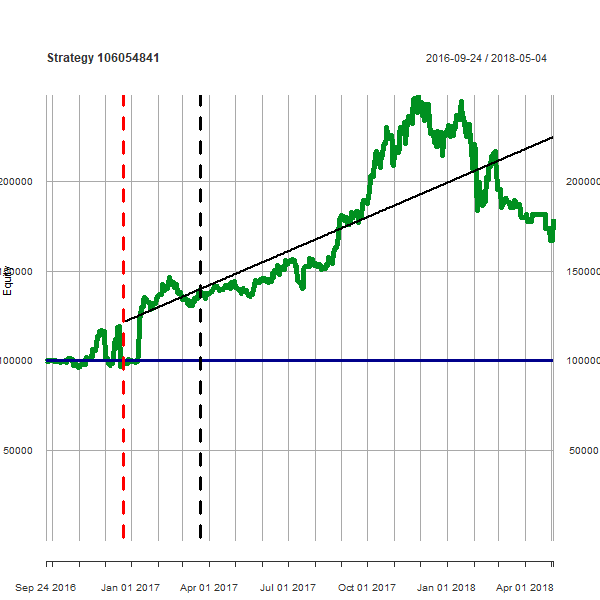 Strategy 106054841
2016-09-24 / 2018-05-04
200000
200000
150000
150000
Equity
100000
100000
50000
50000
Sep 24 2016
Jan 01 2017
Apr 01 2017
Jul 01 2017
Oct 01 2017
Jan 01 2018
Apr 01 2018